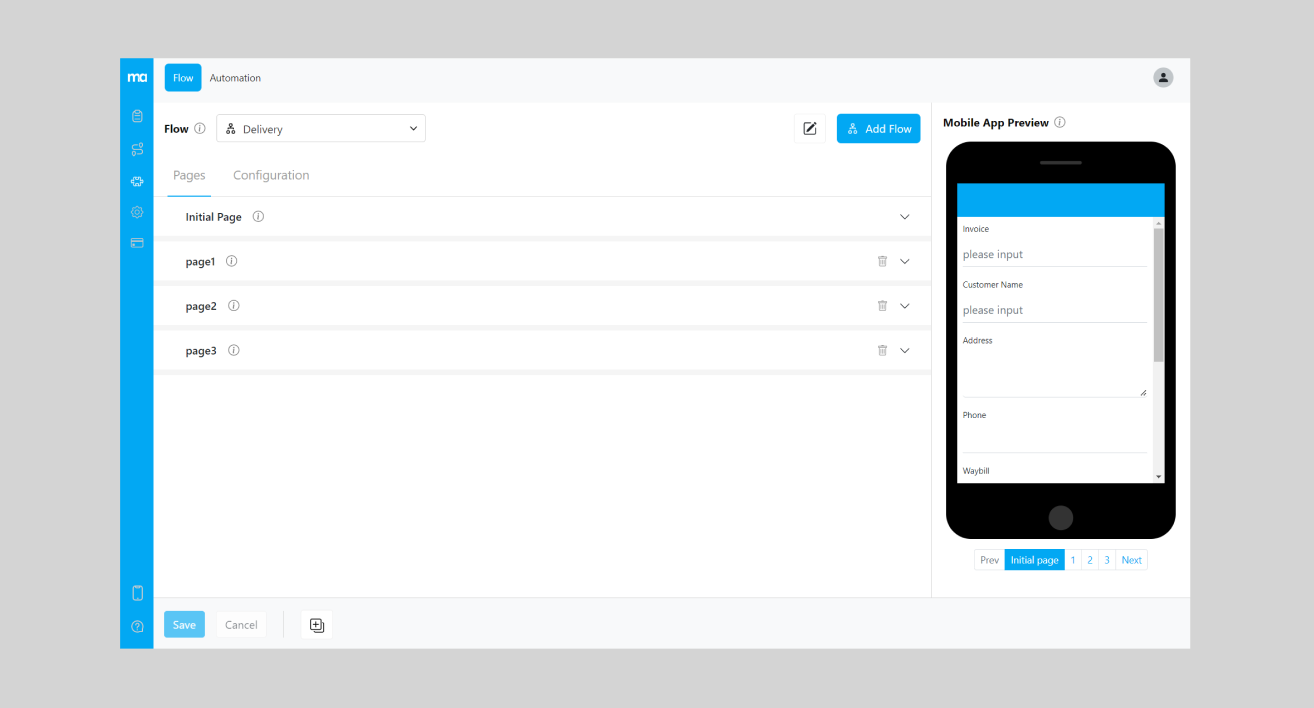 ma
Flow Automation
Flow Delivery
Add Flow
Pages Configuration
Initial Page
page1
page2
page3
Save Cancel
Mobile App Preview
Invoice
please input
Customer Name
please input
Address
Phone
Waybill
Prev Initial page 1 2 3 Next